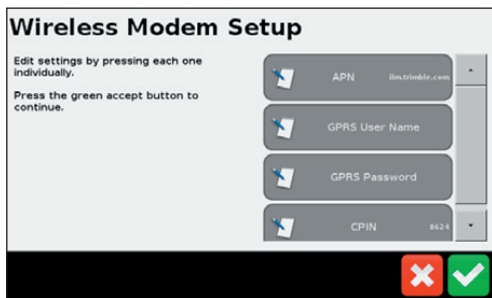 Wireless Modem Setup
Edit settings by pressing each one
individually.
Press the green accept button to
continue.
APN ilm.trimble.com
GPRS User Name
GPRS Password
CPIN 8624